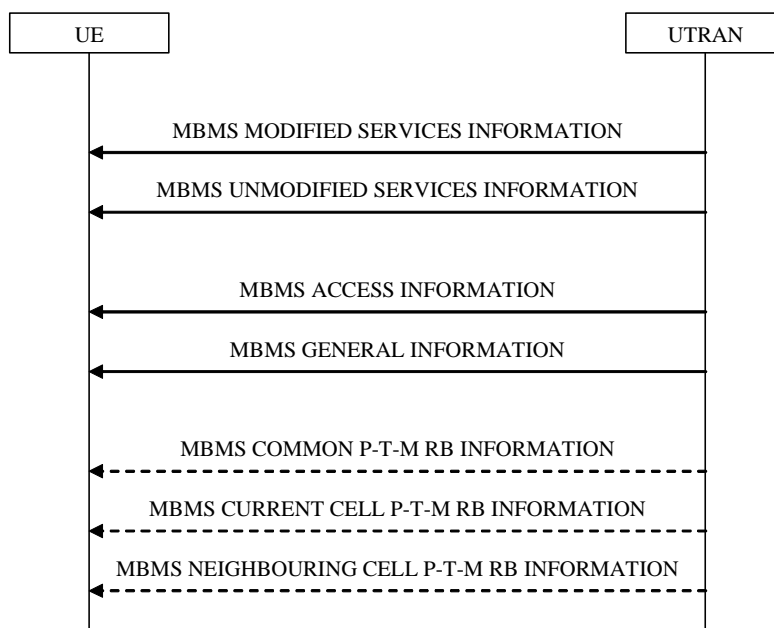 UE
UTRAN
MBMS MODIFIED SERVICES INFORMATION
MBMS UNMODIFIED SERVICES INFORMATION
MBMS ACCESS INFORMATION
MBMS GENERAL INFORMATION
MBMS COMMON P-T-M RB INFORMATION
MBMS CURRENT CELL P-T-M RB INFORMATION
MBMS NEIGHBOURING CELL P-T-M RB INFORMATION